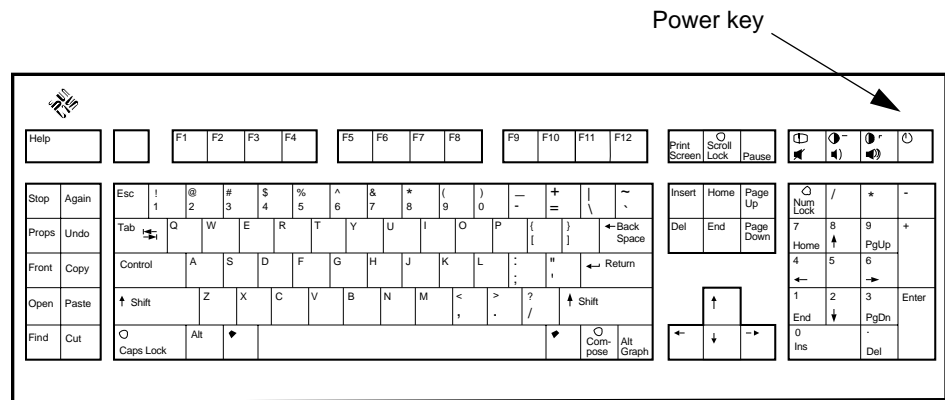 Power key
SUN
Help
F1 F2 F3 F4 F5 F6 F7 F8 F9 F10 F11 F12
Print Screen
Scroll Lock
Pause
Stop Again
Esc ! 1 @ 2 # 3 $ 4 % 5 ^ 6 & 7 * 8 ( 9 ) 0 — - + = | \ ~ `
Insert Home Page Up
Num Lock / * -
Props Undo
Tab Q W E R T Y U I O P { [ } ] Back Space
Del End Page Down
7 Home 8 9 PgUp +
Front Copy
Control A S D F G H J K L : ; " ' Return
4 5 6
Open Paste
Shift Z X C V B N M < , > . ? / Shift
1 End 2 3 PgDn Enter
Find Cut
Caps Lock Alt Com- pose Alt Graph
0 Ins . Del